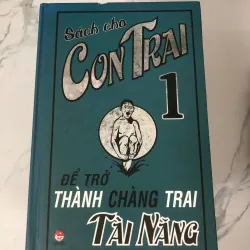 Sách cho
CON TRAI
1
ĐỂ TRỞ
THÀNH CHÀNG TRAI
TÀI NĂNG